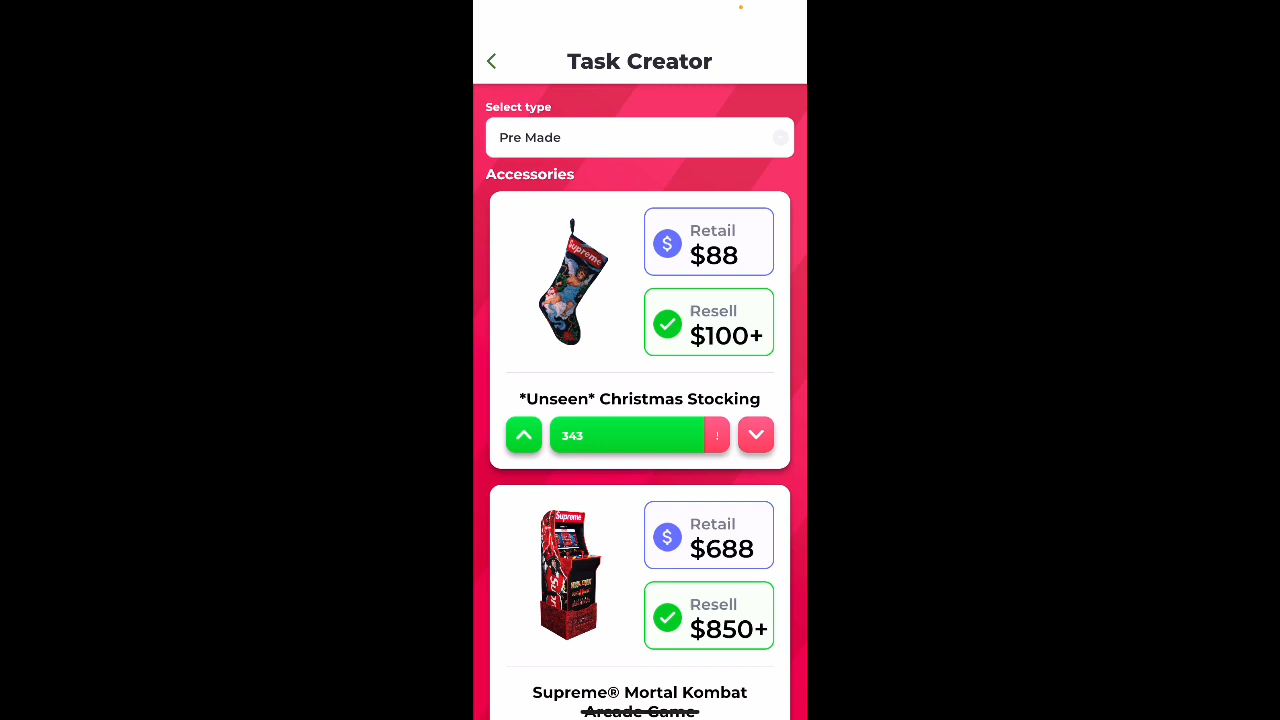 Task Creator
Select type
Pre Made
Accessories
Supreme
Retail
$88
Resell
$100+
*Unseen* Christmas Stocking
343
Supreme
Retail
$688
Resell
$850+
Supreme® Mortal Kombat
Arcade Game